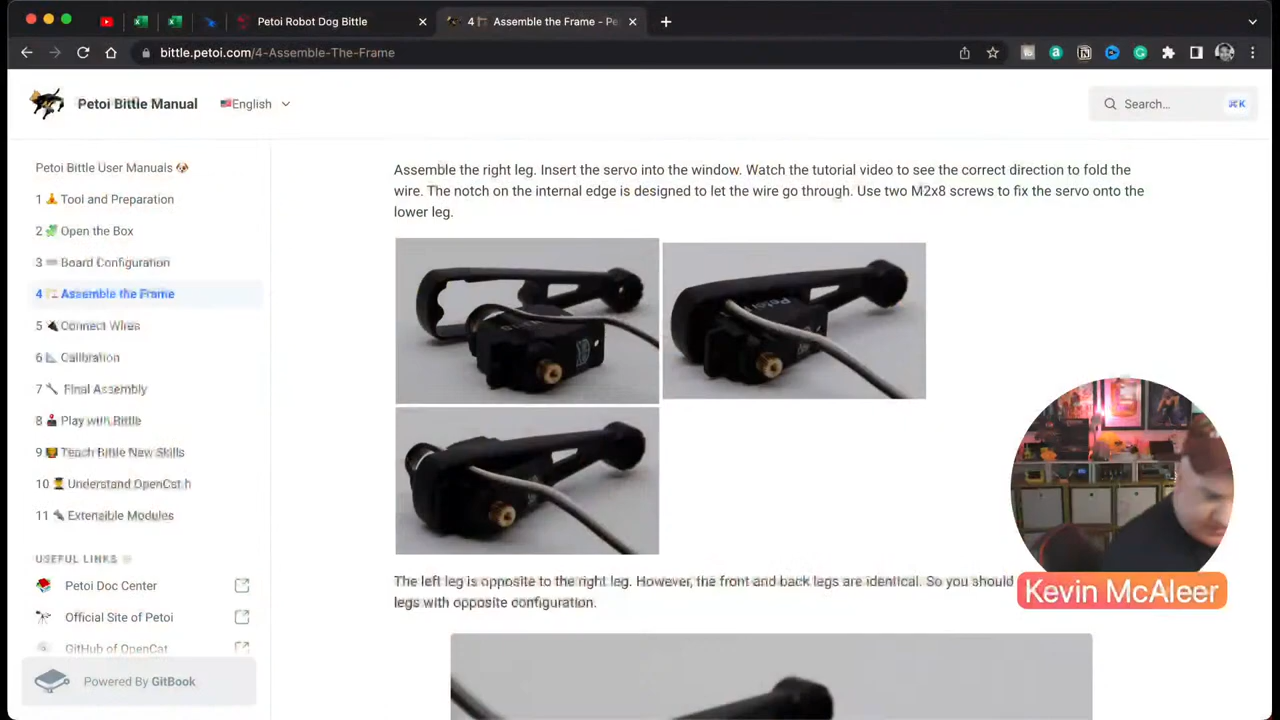 Petoi Robot Dog Bittle
4 Assemble the Frame - Pe
bittle.petoi.com/4-Assemble-The-Frame
Petoi Bittle Manual
English
Search...
⌘K
Petoi Bittle User Manuals
1 Tool and Preparation
2 Open the Box
3 Board Configuration
4 Assemble the Frame
5 Connect Wires
6 Calibration
7 Final Assembly
8 Play with Bittle
9 Teach Bittle New Skills
10 Understand OpenCat h
11 Extensible Modules
USEFUL LINKS
Petoi Doc Center
Official Site of Petoi
GitHub of OpenCat
Powered By GitBook
Assemble the right leg. Insert the servo into the window. Watch the tutorial video to see the correct direction to fold the
wire. The notch on the internal edge is designed to let the wire go through. Use two M2x8 screws to fix the servo onto the
lower leg.
Petoi
The left leg is opposite to the right leg. However, the front and back legs are identical. So you should
legs with opposite configuration.
Kevin McAleer